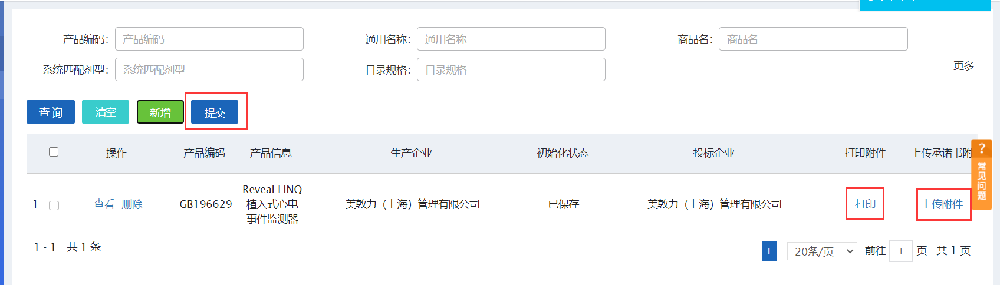 产品编码： 产品编码 通用名称： 通用名称 商品名： 商品名
系统匹配剂型： 系统匹配剂型 目录规格： 目录规格 更多
查询 清空 新增 提交
操作 产品编码 产品信息 生产企业 初始化状态 投标企业 打印附件 上传承诺书附
1 查看 删除 GB196629 Reveal LINQ 美敦力（上海）管理有限公司 已保存 美敦力（上海）管理有限公司 打印 上传附件
植入式心电
事件监测器
1 - 1 共 1 条 1 20条/页 前往 1 页 - 共 1 页
?
常见问题